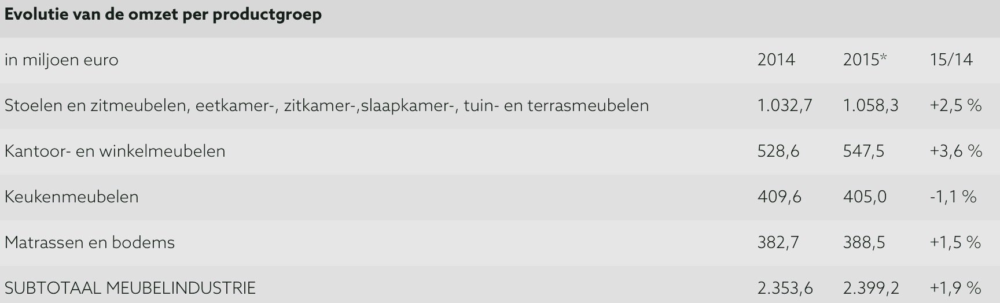 Evolutie van de omzet per productgroep
in miljoen euro 2014 2015* 15/14
Stoelen en zitmeubelen, eetkamer-, zitkamer-,slaapkamer-, tuin- en terrasmeubelen 1.032,7 1.058,3 +2,5 %
Kantoor- en winkelmeubelen 528,6 547,5 +3,6 %
Keukenmeubelen 409,6 405,0 -1,1 %
Matrassen en bodems 382,7 388,5 +1,5 %
SUBTOTAAL MEUBELINDUSTRIE 2.353,6 2.399,2 +1,9 %